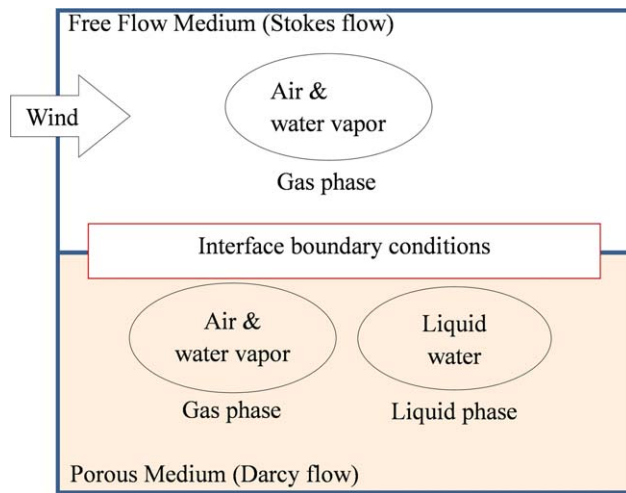 Free Flow Medium (Stokes flow)
Wind
Air &
water vapor
Gas phase
Interface boundary conditions
Air &
water vapor
Gas phase
Liquid
water
Liquid phase
Porous Medium (Darcy flow)